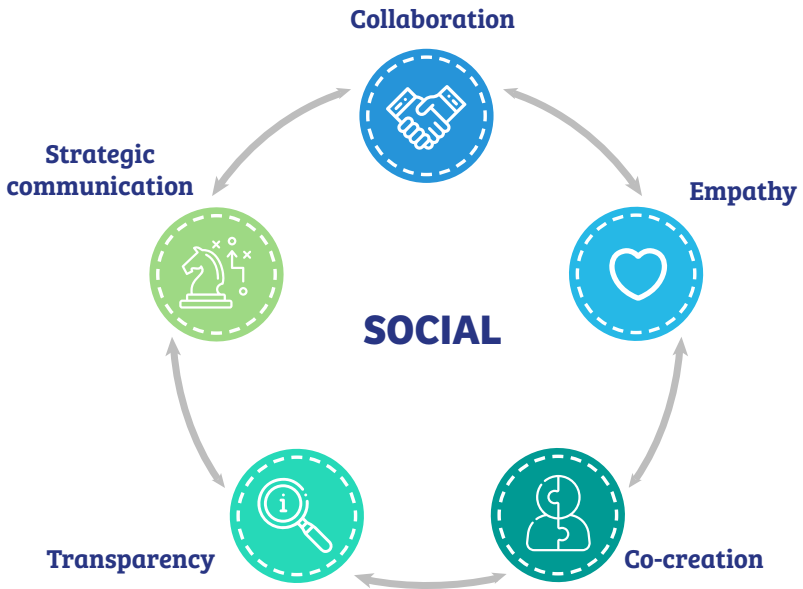 Collaboration
Strategic
communication
Empathy
SOCIAL
i
Transparency
Co-creation